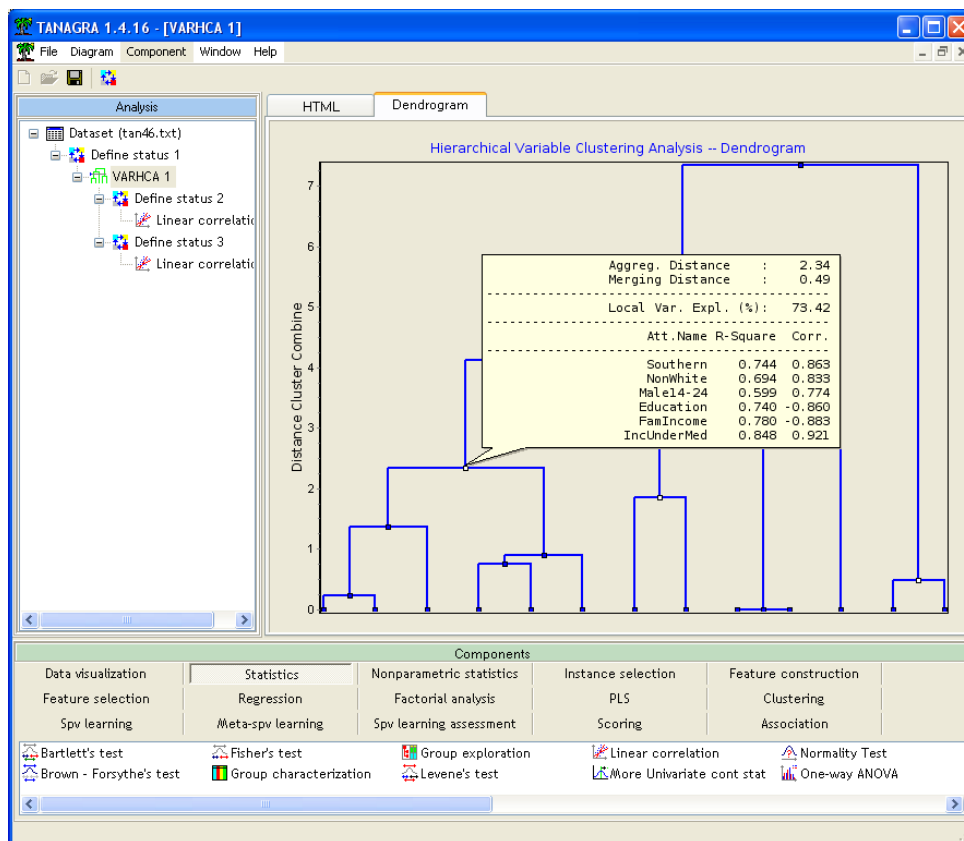 TANAGRA 1.4.16 - [VARHCA 1]
File Diagram Component Window Help
Analysis
Dataset (tan46.txt)
Define status 1
VARHCA 1
Define status 2
Linear correlatio
Define status 3
Linear correlatio
HTML Dendrogram
Hierarchical Variable Clustering Analysis -- Dendrogram
Distance Cluster Combine
7
6
5
4
3
2
1
0
Aggreg. Distance : 2.34
Merging Distance : 0.49
Local Var. Expl. (%): 73.42
Att.Name R-Square Corr.
Southern 0.744 0.863
NonWhite 0.694 0.833
Male14-24 0.599 0.774
Education 0.740 -0.860
FamIncome 0.780 -0.883
IncUnderMed 0.848 0.921
Components
Data visualization Statistics Nonparametric statistics Instance selection Feature construction
Feature selection Regression Factorial analysis PLS Clustering
Spv learning Meta-spv learning Spv learning assessment Scoring Association
Bartlett's test Fisher's test Group exploration Linear correlation Normality Test
Brown - Forsythe's test Group characterization Levene's test More Univariate cont stat One-way ANOVA